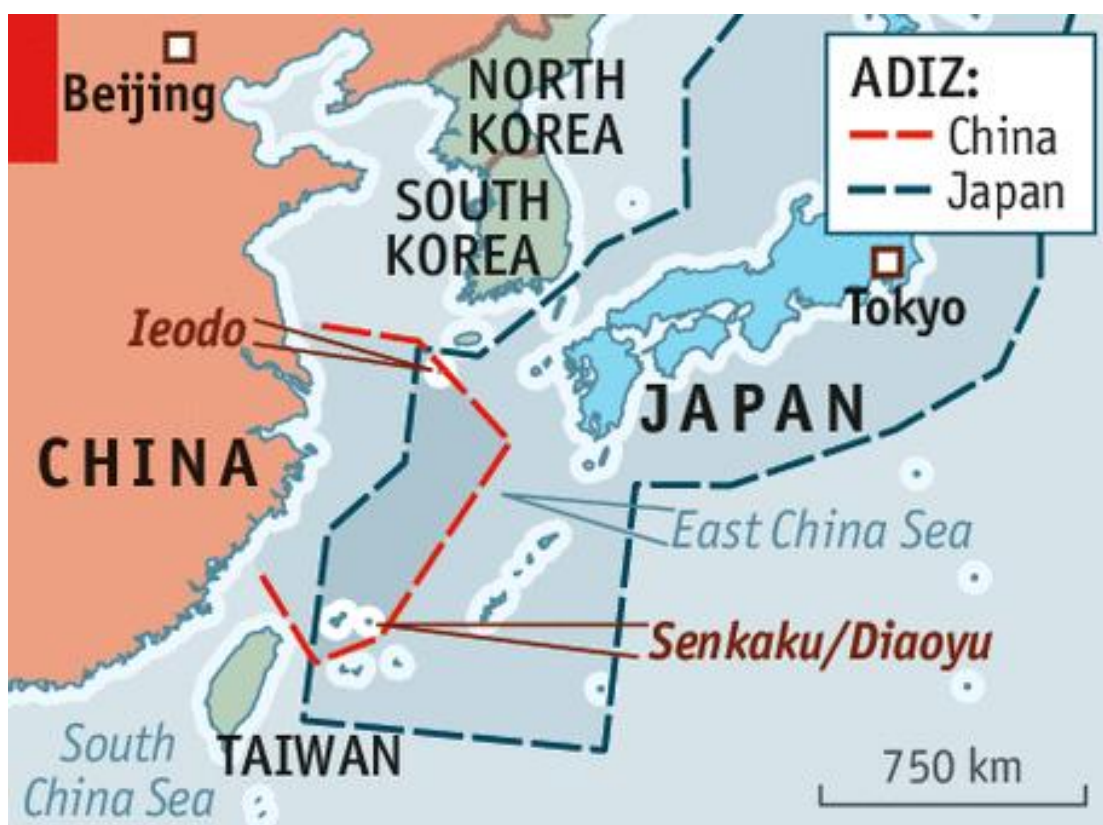 Beijing
NORTH
KOREA
SOUTH
KOREA
ADIZ:
China
Japan
Tokyo
Ieodo
JAPAN
CHINA
East China Sea
Senkaku/Diaoyu
TAIWAN
South
China Sea
750 km